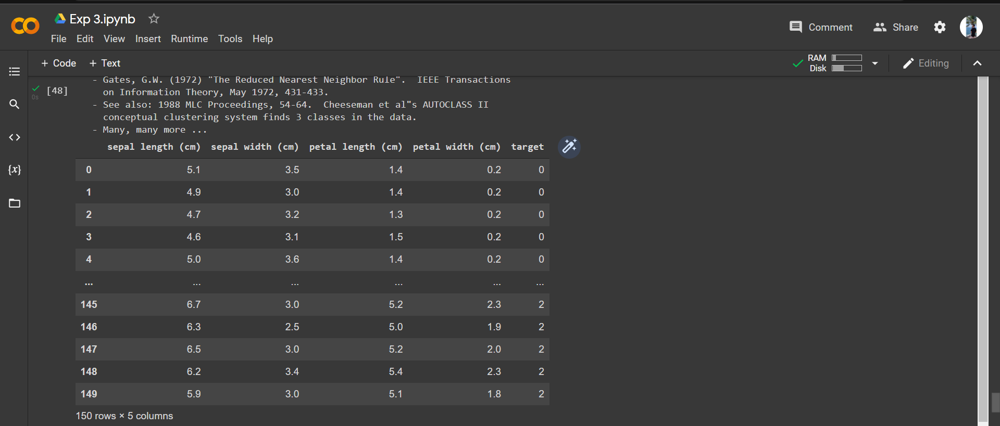 Exp 3.ipynb
File Edit View Insert Runtime Tools Help
Comment Share
+ Code + Text
RAM
Disk
Editing
[48]
0s
- Gates, G.W. (1972) "The Reduced Nearest Neighbor Rule". IEEE Transactions
on Information Theory, May 1972, 431-433.
- See also: 1988 MLC Proceedings, 54-64. Cheeseman et al"s AUTOCLASS II
conceptual clustering system finds 3 classes in the data.
- Many, many more ...
sepal length (cm) sepal width (cm) petal length (cm) petal width (cm) target
0 5.1 3.5 1.4 0.2 0
1 4.9 3.0 1.4 0.2 0
2 4.7 3.2 1.3 0.2 0
3 4.6 3.1 1.5 0.2 0
4 5.0 3.6 1.4 0.2 0
... ... ... ... ... ...
145 6.7 3.0 5.2 2.3 2
146 6.3 2.5 5.0 1.9 2
147 6.5 3.0 5.2 2.0 2
148 6.2 3.4 5.4 2.3 2
149 5.9 3.0 5.1 1.8 2
150 rows × 5 columns